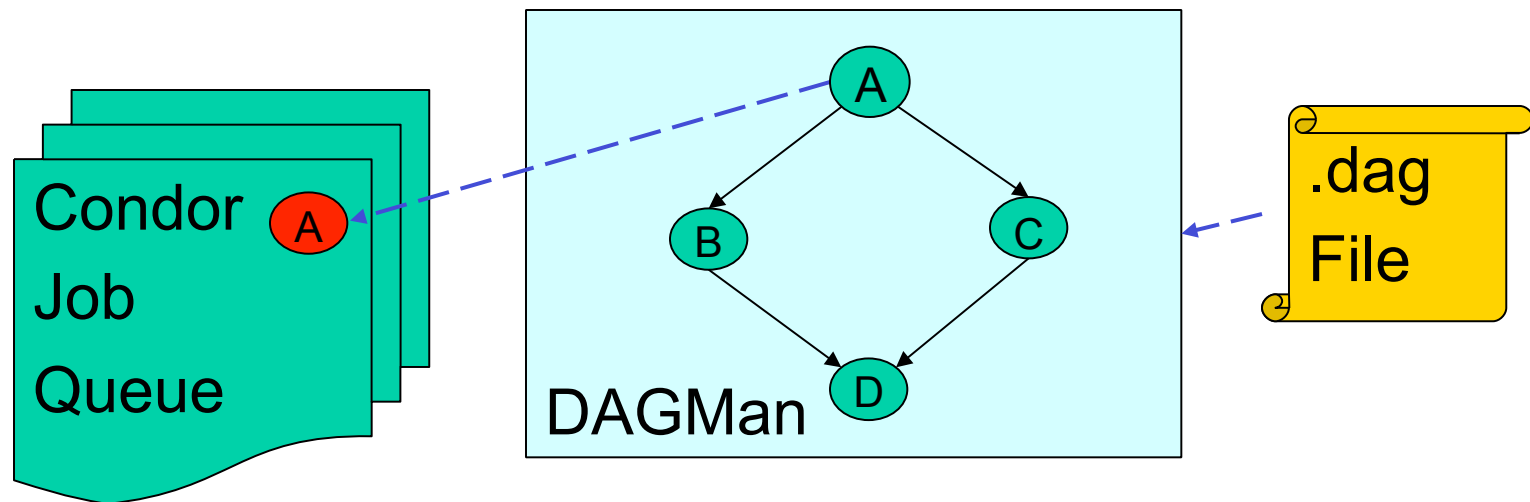 Condor
A
Job
Queue
A
B
C
D
DAGMan
.dag
File